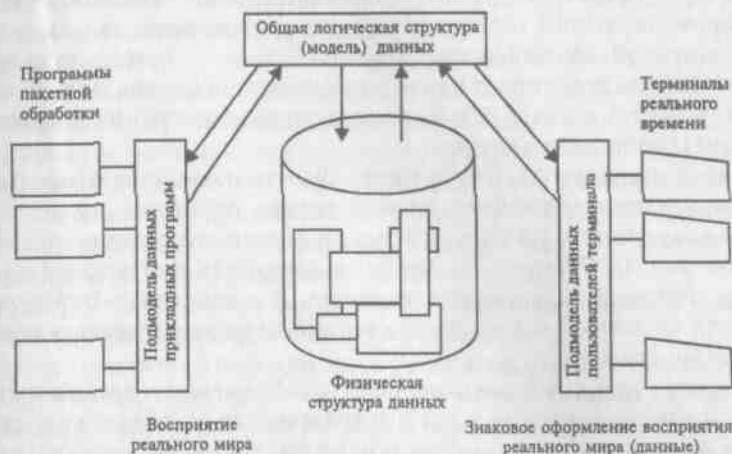 Общая логическая структура
(модель) данных
Программы
пакетной
обработки
Терминалы
реального
времени
Подмодель данных
прикладных программ
Подмодель данных
пользователей терминала
Физическая
структура данных
Восприятие
реального мира
Знаковое оформление восприятия
реального мира (данные)